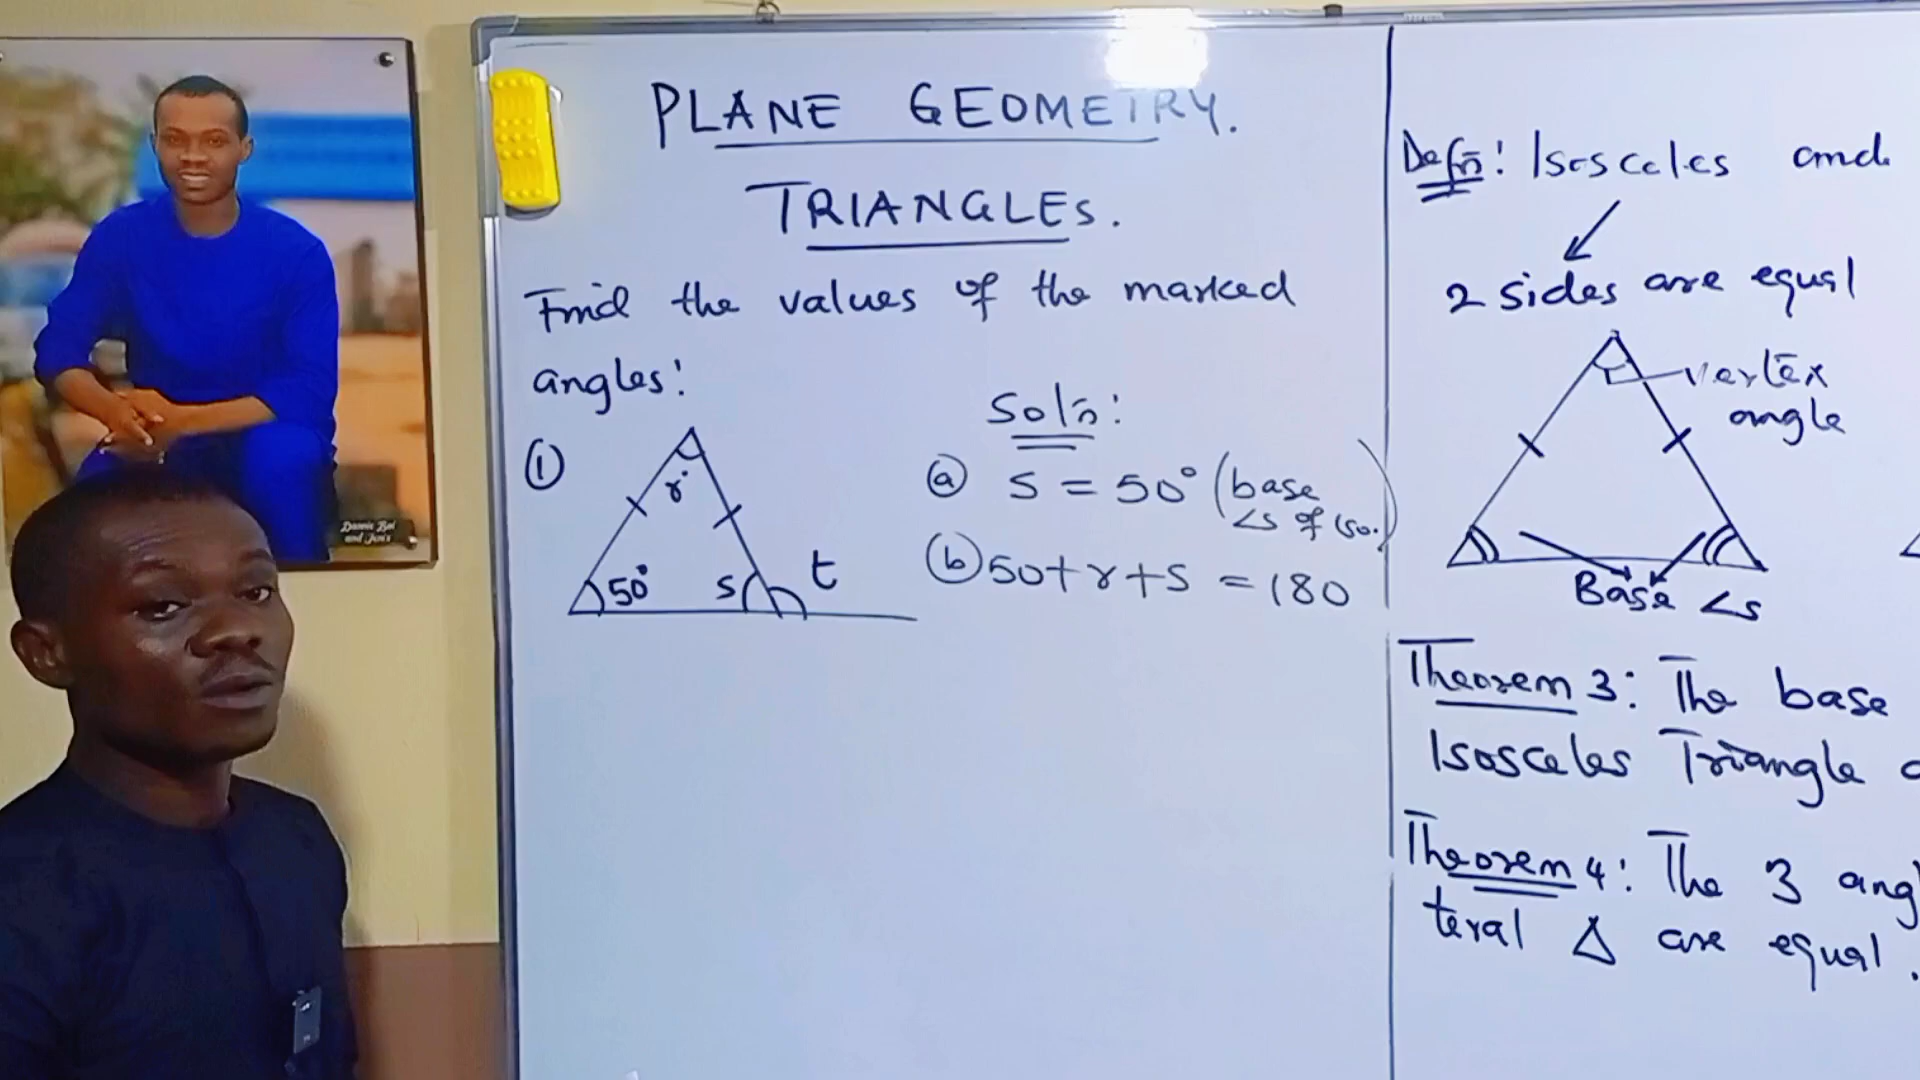 PLANE GEOMETRY.
TRIANGLES.
Find the values of the marked
angles:
①
r
50°
s
t
Sol̄n:
ⓐ s = 50° (base
∠s of iso.)
ⓑ 50+r+s = 180
Def̄n: Isosceles and
2 sides are equal
vertex
angle
Base ∠s
Theorem 3: The base
Isosceles Triangle
Theorem 4: The 3 ang
teral Δ are equal.